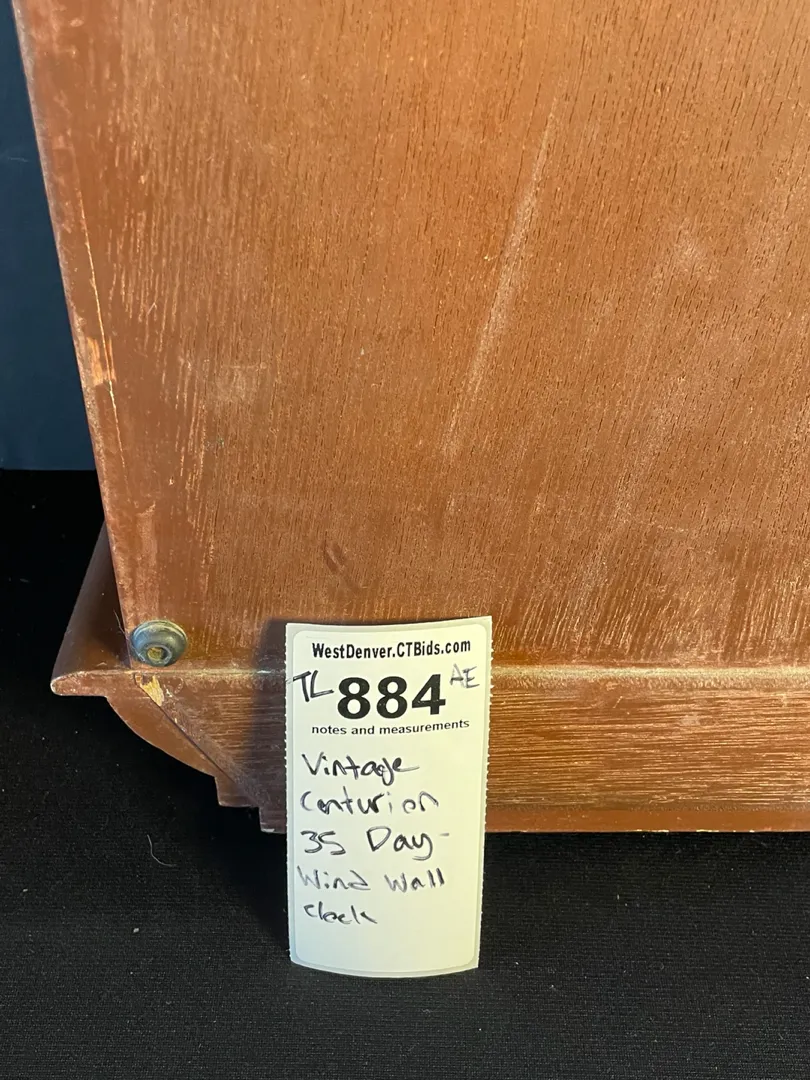 WestDenver.CTBids.com
TL 884 AE
notes and measurements
Vintage
Centurion
35 Day-
Wind Wall
Clock